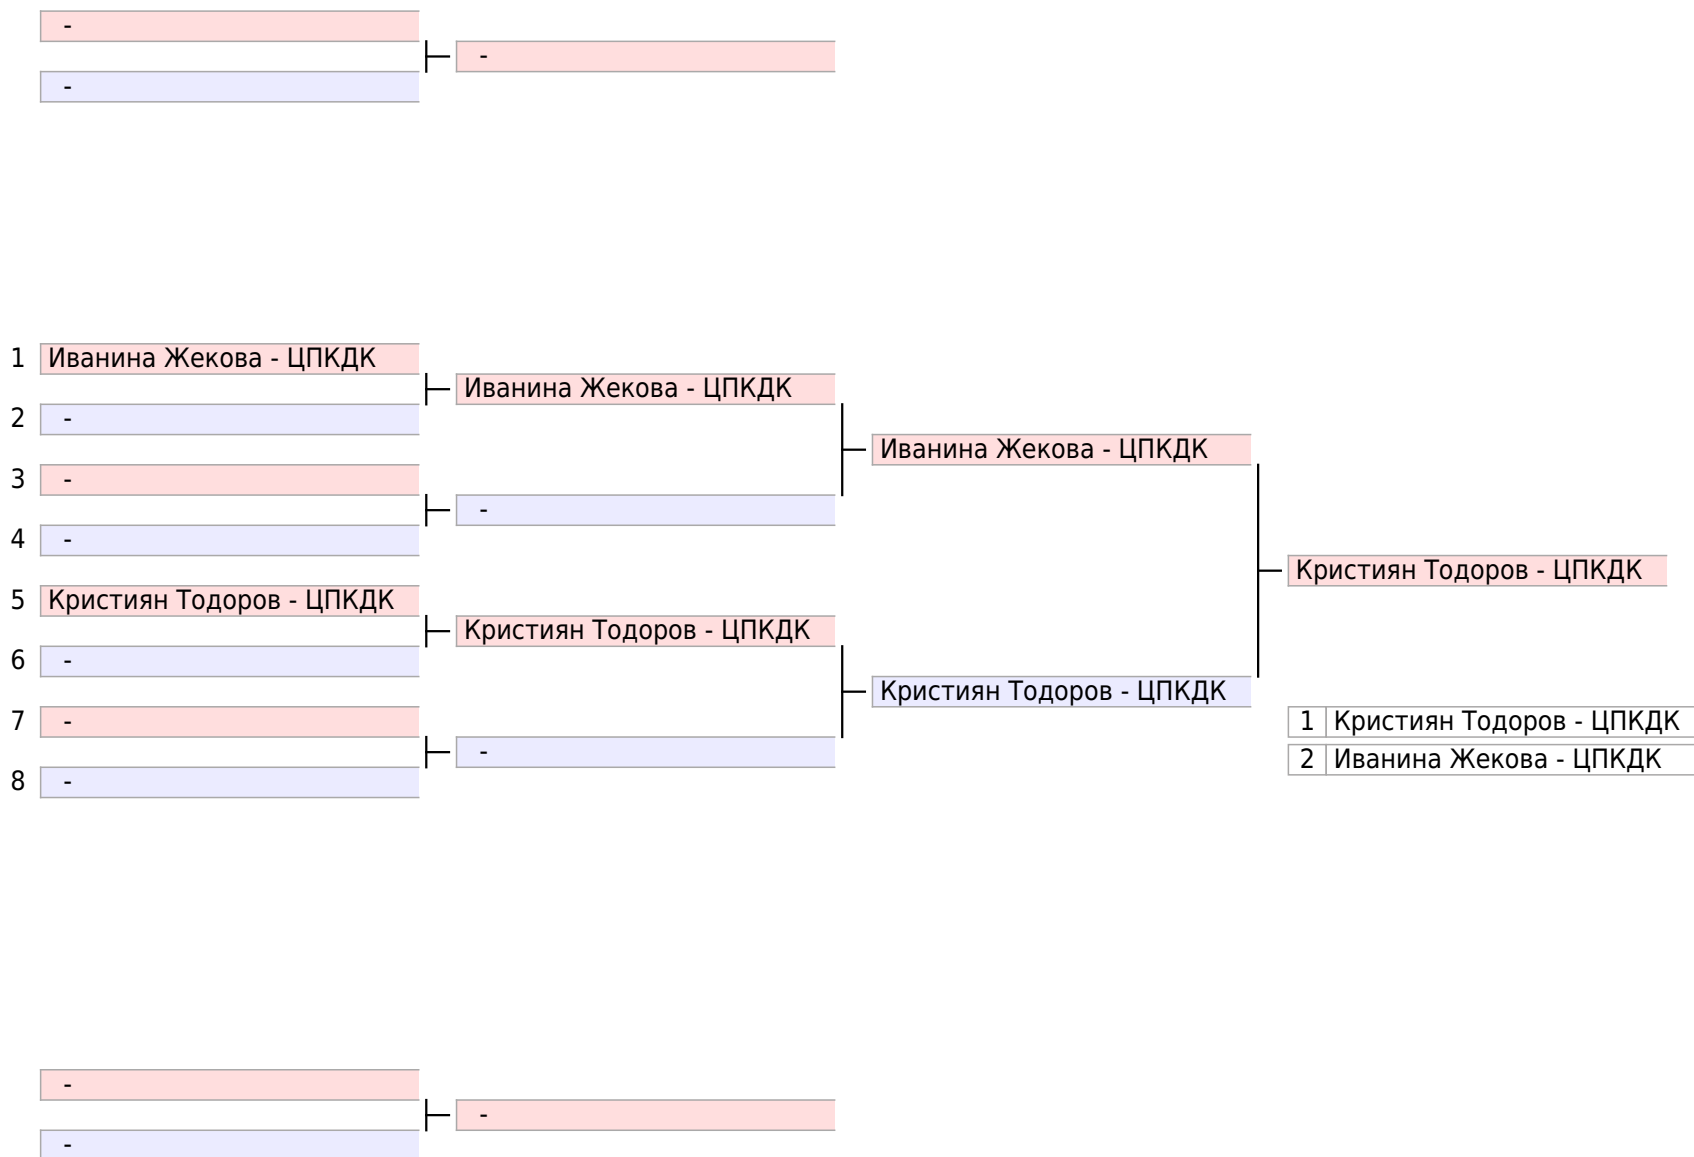 -
-
-
1 Иванина Жекова - ЦПКДК
Иванина Жекова - ЦПКДК
2 -
Иванина Жекова - ЦПКДК
3 -
-
4 -
Кристиян Тодоров - ЦПКДК
5 Кристиян Тодоров - ЦПКДК
Кристиян Тодоров - ЦПКДК
6 -
Кристиян Тодоров - ЦПКДК
7 -
1 Кристиян Тодоров - ЦПКДК
-
2 Иванина Жекова - ЦПКДК
8 -
-
-
-